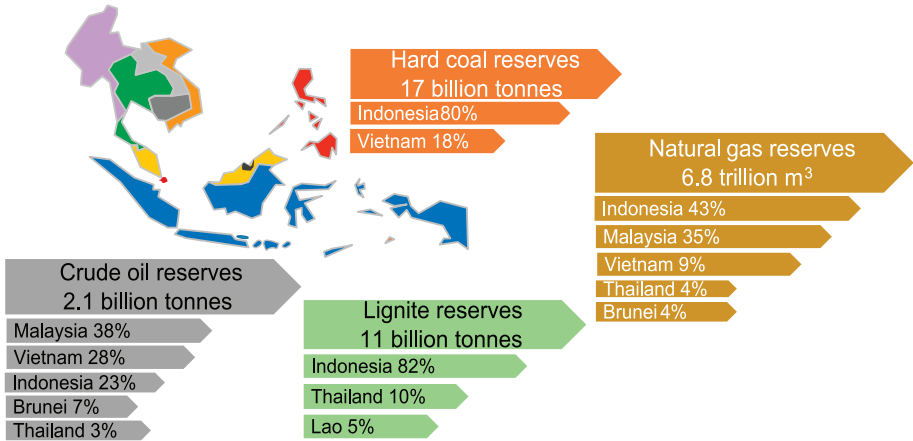 Hard coal reserves
17 billion tonnes
Indonesia80%
Vietnam 18%
Natural gas reserves
6.8 trillion m³
Indonesia 43%
Malaysia 35%
Vietnam 9%
Thailand 4%
Brunei 4%
Crude oil reserves
2.1 billion tonnes
Malaysia 38%
Vietnam 28%
Indonesia 23%
Brunei 7%
Thailand 3%
Lignite reserves
11 billion tonnes
Indonesia 82%
Thailand 10%
Lao 5%